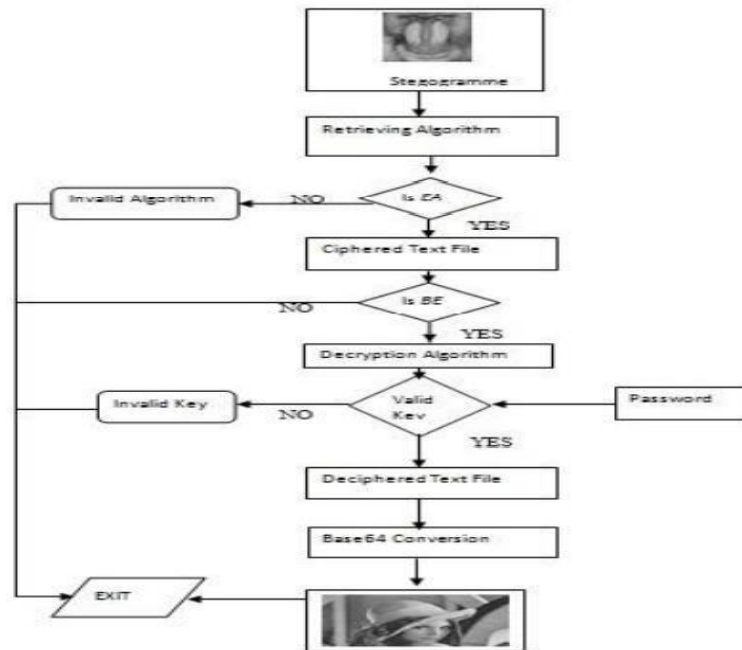 Stegogramme
Retrieving Algorithm
Is EA
NO
Invalid Algorithm
YES
Ciphered Text File
Is BE
NO
YES
Decryption Algorithm
Valid
Key
Password
NO
Invalid Key
YES
Deciphered Text File
Base64 Conversion
EXIT